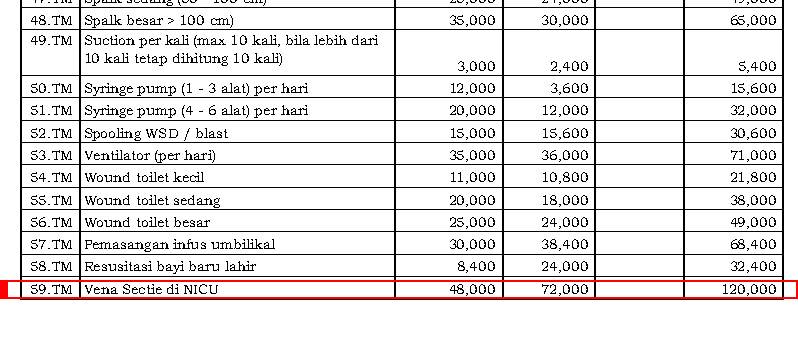 48.TM Spalk besar > 100 cm) 35,000 30,000 65,000
49.TM Suction per kali (max 10 kali, bila lebih dari
10 kali tetap dihitung 10 kali) 3,000 2,400 5,400
50.TM Syringe pump (1 - 3 alat) per hari 12,000 3,600 15,600
51.TM Syringe pump (4 - 6 alat) per hari 20,000 12,000 32,000
52.TM Spooling WSD / blast 15,000 15,600 30,600
53.TM Ventilator (per hari) 35,000 36,000 71,000
54.TM Wound toilet kecil 11,000 10,800 21,800
55.TM Wound toilet sedang 20,000 18,000 38,000
56.TM Wound toilet besar 25,000 24,000 49,000
57.TM Pemasangan infus umbilikal 30,000 38,400 68,400
58.TM Resusitasi bayi baru lahir 8,400 24,000 32,400
59.TM Vena Sectie di NICU 48,000 72,000 120,000